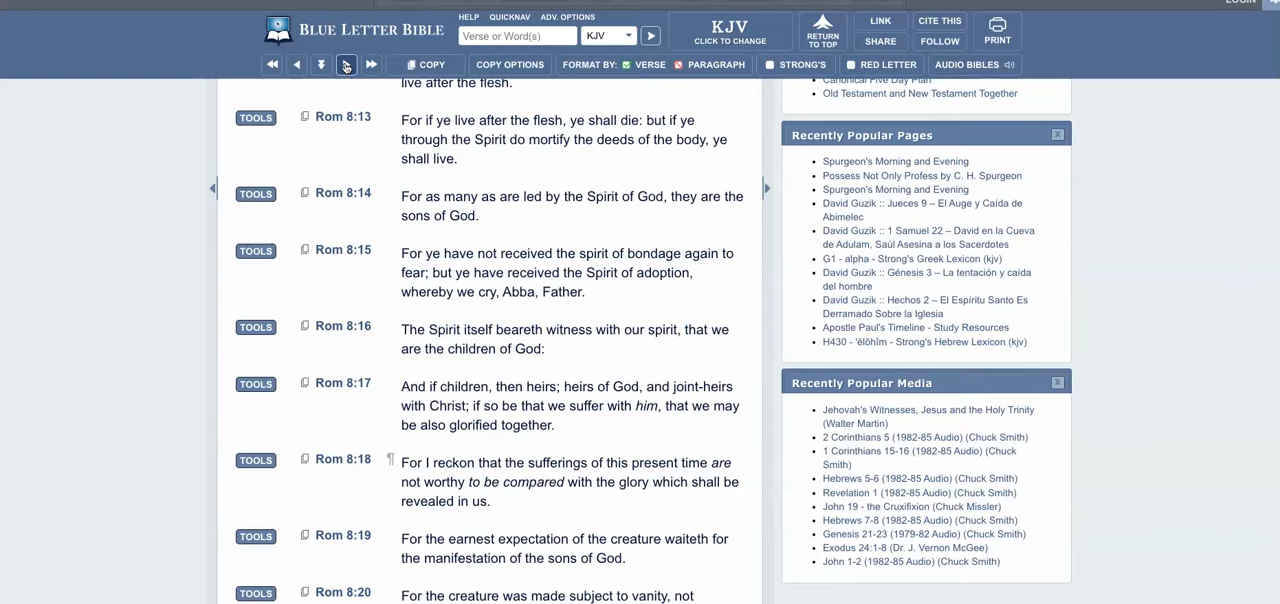 LOGIN
BLUE LETTER BIBLE
HELP QUICKNAV ADV. OPTIONS
Verse or Word(s) KJV
KJV
CLICK TO CHANGE
RETURN
TO TOP
LINK CITE THIS
SHARE FOLLOW
PRINT
COPY COPY OPTIONS FORMAT BY: VERSE PARAGRAPH STRONG'S RED LETTER AUDIO BIBLES
live after the flesh.
TOOLS Rom 8:13 For if ye live after the flesh, ye shall die: but if ye
through the Spirit do mortify the deeds of the body, ye
shall live.
TOOLS Rom 8:14 For as many as are led by the Spirit of God, they are the
sons of God.
TOOLS Rom 8:15 For ye have not received the spirit of bondage again to
fear; but ye have received the Spirit of adoption,
whereby we cry, Abba, Father.
TOOLS Rom 8:16 The Spirit itself beareth witness with our spirit, that we
are the children of God:
TOOLS Rom 8:17 And if children, then heirs; heirs of God, and joint-heirs
with Christ; if so be that we suffer with him, that we may
be also glorified together.
TOOLS Rom 8:18 ¶ For I reckon that the sufferings of this present time are
not worthy to be compared with the glory which shall be
revealed in us.
TOOLS Rom 8:19 For the earnest expectation of the creature waiteth for
the manifestation of the sons of God.
TOOLS Rom 8:20 For the creature was made subject to vanity, not
Canonical Five Day Plan
Old Testament and New Testament Together
Recently Popular Pages X
Spurgeon's Morning and Evening
Possess Not Only Profess by C. H. Spurgeon
Spurgeon's Morning and Evening
David Guzik :: Jueces 9 – El Auge y Caída de
Abimelec
David Guzik :: 1 Samuel 22 – David en la Cueva
de Adulam, Saúl Asesina a los Sacerdotes
G1 - alpha - Strong's Greek Lexicon (kjv)
David Guzik :: Génesis 3 – La tentación y caída
del hombre
David Guzik :: Hechos 2 – El Espíritu Santo Es
Derramado Sobre la Iglesia
Apostle Paul's Timeline - Study Resources
H430 - 'ĕlōhîm - Strong's Hebrew Lexicon (kjv)
Recently Popular Media X
Jehovah's Witnesses, Jesus and the Holy Trinity
(Walter Martin)
2 Corinthians 5 (1982-85 Audio) (Chuck Smith)
1 Corinthians 15-16 (1982-85 Audio) (Chuck
Smith)
Hebrews 5-6 (1982-85 Audio) (Chuck Smith)
Revelation 1 (1982-85 Audio) (Chuck Smith)
John 19 - the Crucifixion (Chuck Missler)
Hebrews 7-8 (1982-85 Audio) (Chuck Smith)
Genesis 21-23 (1979-82 Audio) (Chuck Smith)
Exodus 24:1-8 (Dr. J. Vernon McGee)
John 1-2 (1982-85 Audio) (Chuck Smith)